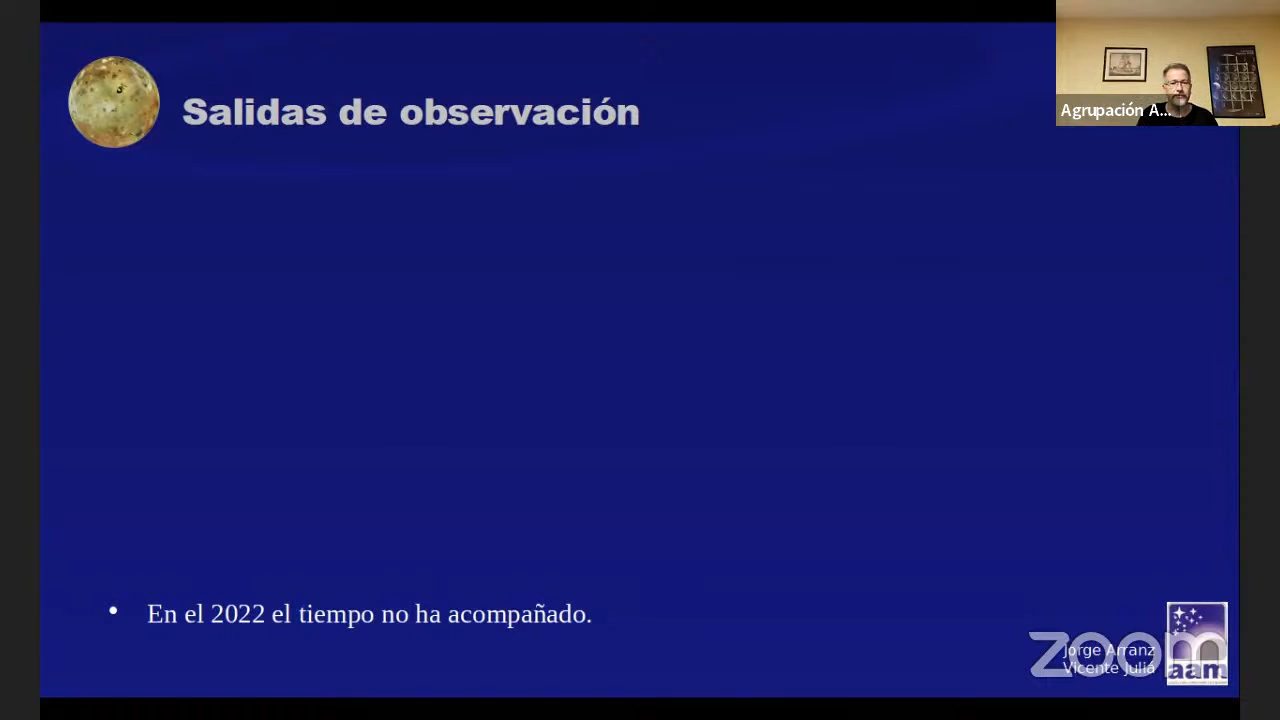 Salidas de observación
Agrupación A...
• En el 2022 el tiempo no ha acompañado.
Jorge Arranz
Vicente Juliá
zoom
aam